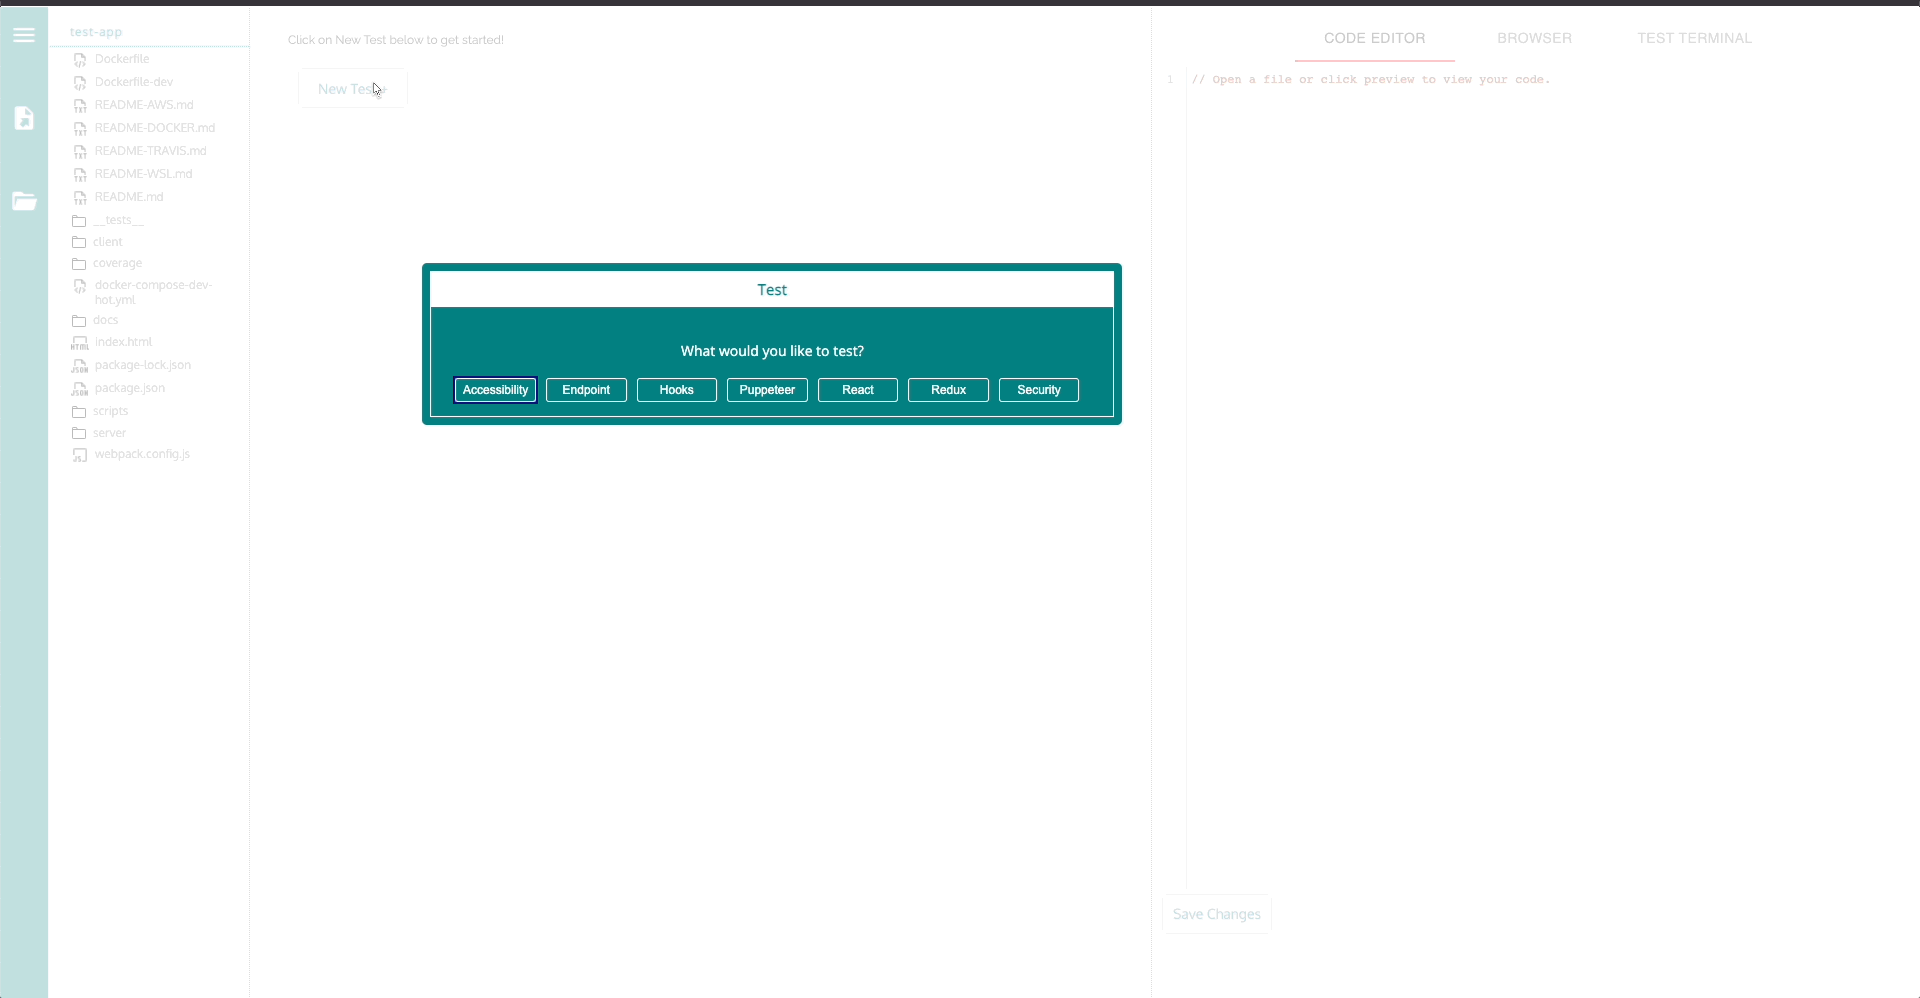 test-app
Dockerfile
Dockerfile-dev
README-AWS.md
README-DOCKER.md
README-TRAVIS.md
README-WSL.md
README.md
__tests__
client
coverage
docker-compose-dev-
hot.yml
docs
index.html
package-lock.json
package.json
scripts
server
webpack.config.js
Click on New Test below to get started!
New Test
Test
What would you like to test?
Accessibility Endpoint Hooks Puppeteer React Redux Security
CODE EDITOR BROWSER TEST TERMINAL
1 // Open a file or click preview to view your code.
Save Changes